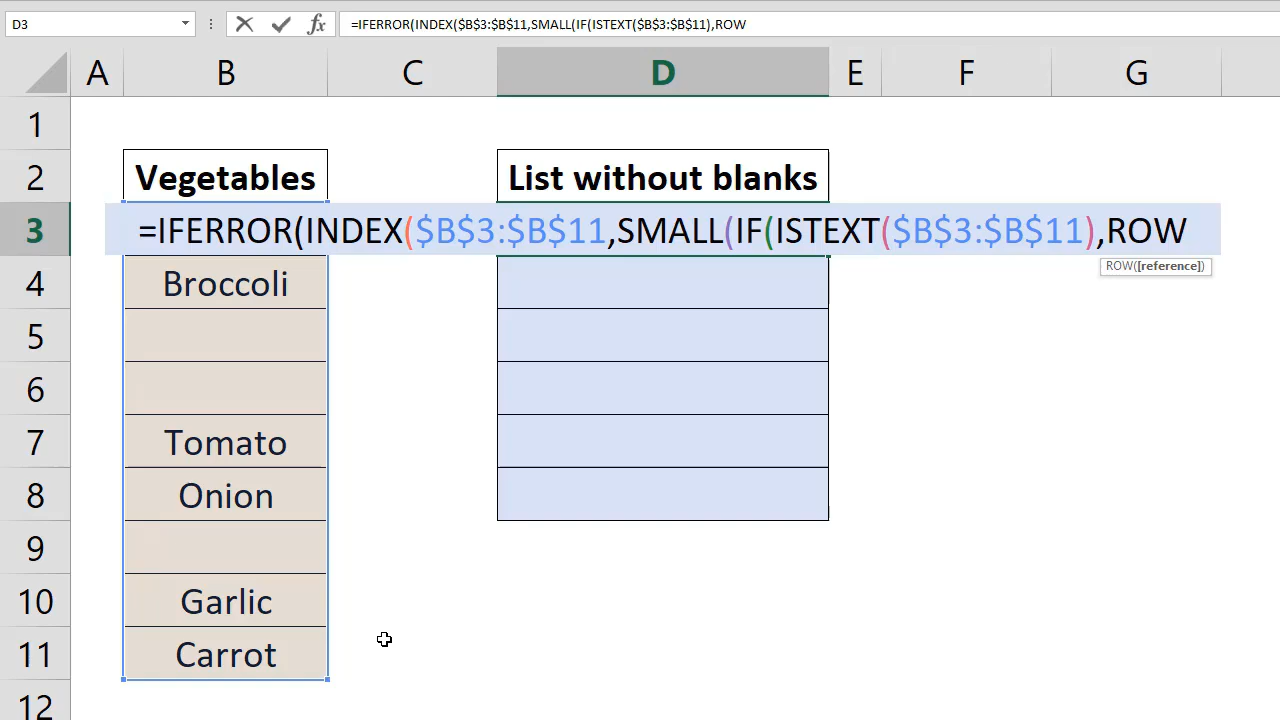 D3
fx
=IFERROR(INDEX($B$3:$B$11,SMALL(IF(ISTEXT($B$3:$B$11),ROW
A B C D E F G
1
2 Vegetables List without blanks
3 =IFERROR(INDEX($B$3:$B$11,SMALL(IF(ISTEXT($B$3:$B$11),ROW
ROW([reference])
4 Broccoli
5
6
7 Tomato
8 Onion
9
10 Garlic
11 Carrot
12